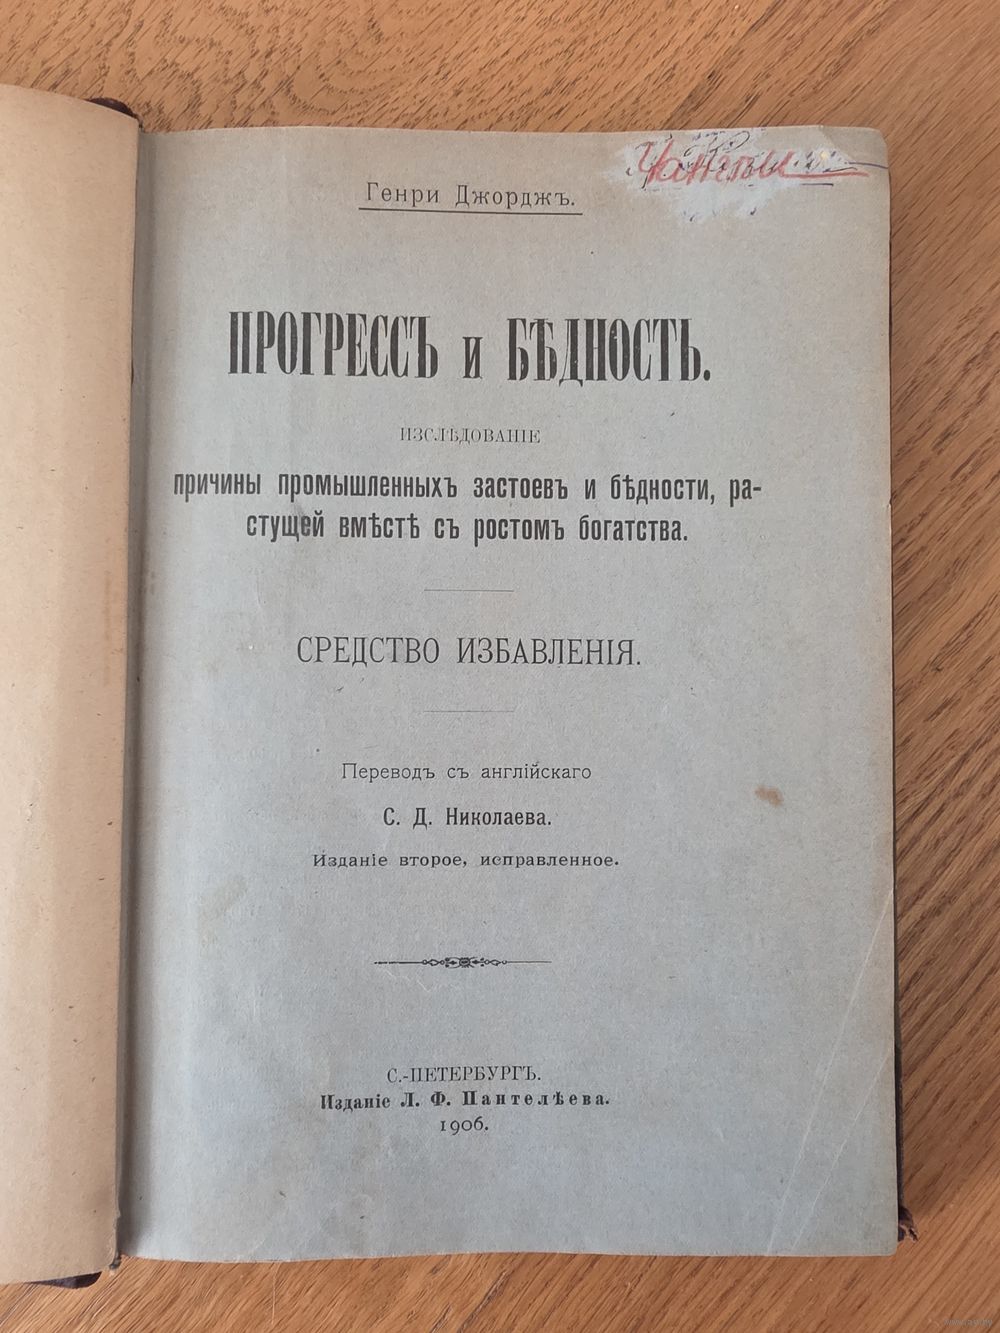 Генри Джорджъ.
ПРОГРЕССЪ и БѢДНОСТЬ.
ИЗСЛѢДОВАНІЕ
причины промышленныхъ застоевъ и бѣдности, ра-
стущей вмѣстѣ съ ростомъ богатства.
СРЕДСТВО ИЗБАВЛЕНІЯ.
Переводъ съ англійскаго
С. Д. Николаева.
Изданіе второе, исправленное.
С.-ПЕТЕРБУРГЪ.
Изданіе Л. Ф. Пантелѣева.
1906.